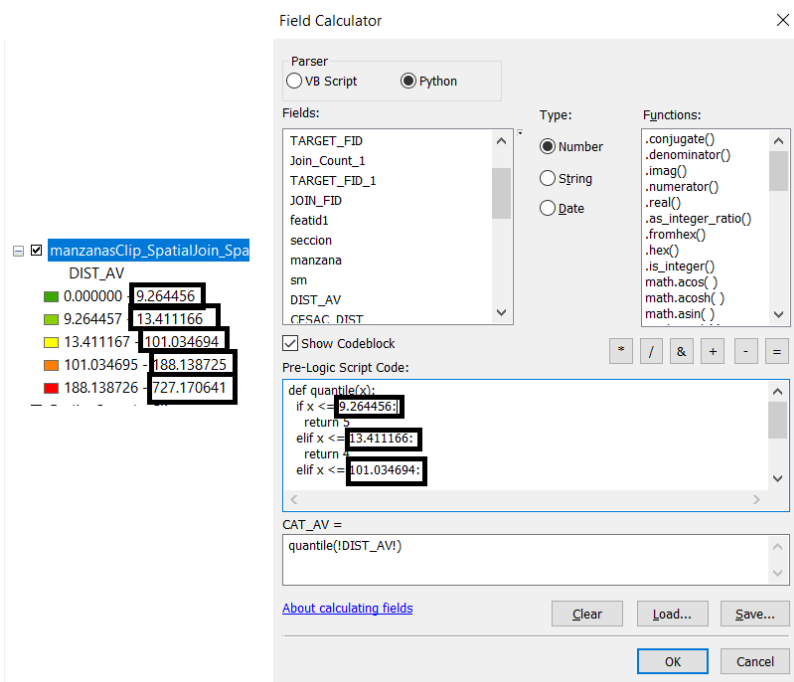 Field Calculator
Parser
VB Script
Python
Fields:
TARGET_FID
Join_Count_1
TARGET_FID_1
JOIN_FID
featid1
seccion
manzana
sm
DIST_AV
CESAC_DIST
Type:
Number
String
Date
Functions:
.conjugate()
.denominator()
.imag()
.numerator()
.real()
.as_integer_ratio()
.fromhex()
.hex()
.is_integer()
math.acos( )
math.acosh( )
math.asin( )
manzanasClip_SpatialJoin_Spa
DIST_AV
0.000000 - 9.264456
9.264457 - 13.411166
13.411167 - 101.034694
101.034695 - 188.138725
188.138726 - 727.170641
Show Codeblock
* / & + - =
Pre-Logic Script Code:
def quantile(x):
if x <= 9.264456:
return 5
elif x <= 13.411166:
return 4
elif x <= 101.034694:
CAT_AV =
quantile(!DIST_AV!)
About calculating fields
Clear
Load...
Save...
OK
Cancel